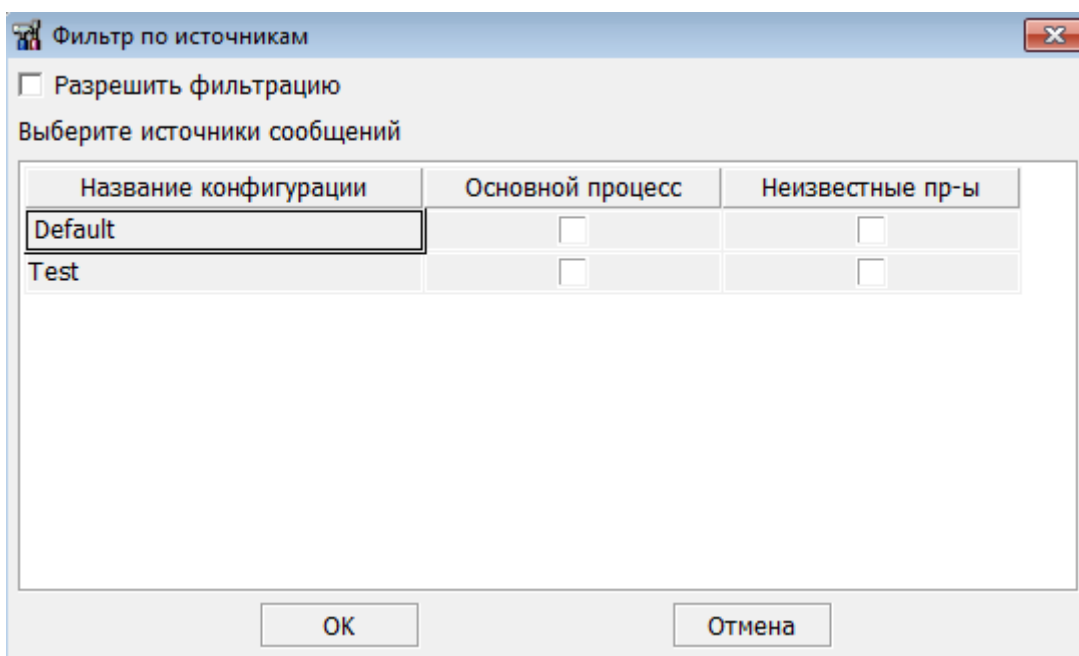 Фильтр по источникам
Разрешить фильтрацию
Выберите источники сообщений
Название конфигурации Основной процесс Неизвестные пр-ы
Default
Test
OK Отмена